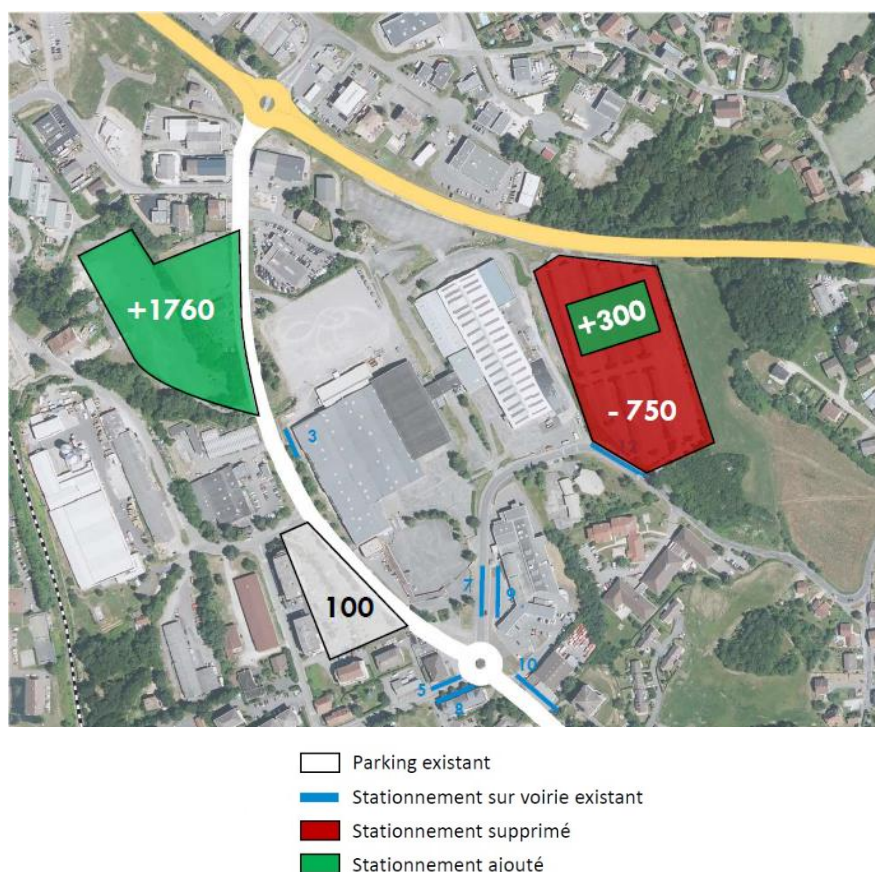 +1760
+300
- 750
3
100
7
9
10
5
8
Parking existant
Stationnement sur voirie existant
Stationnement supprimé
Stationnement ajouté